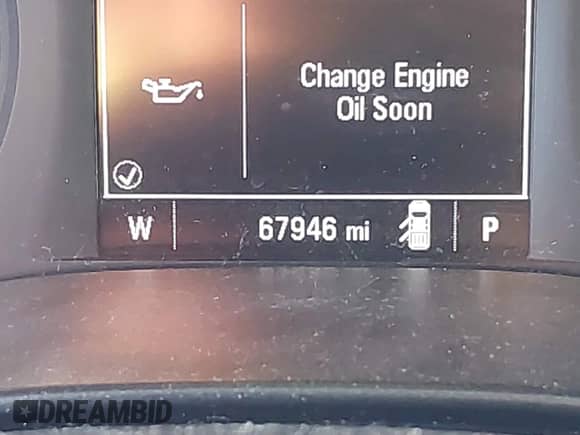 Change Engine
Oil Soon
W 67946 mi P
DREAMBID